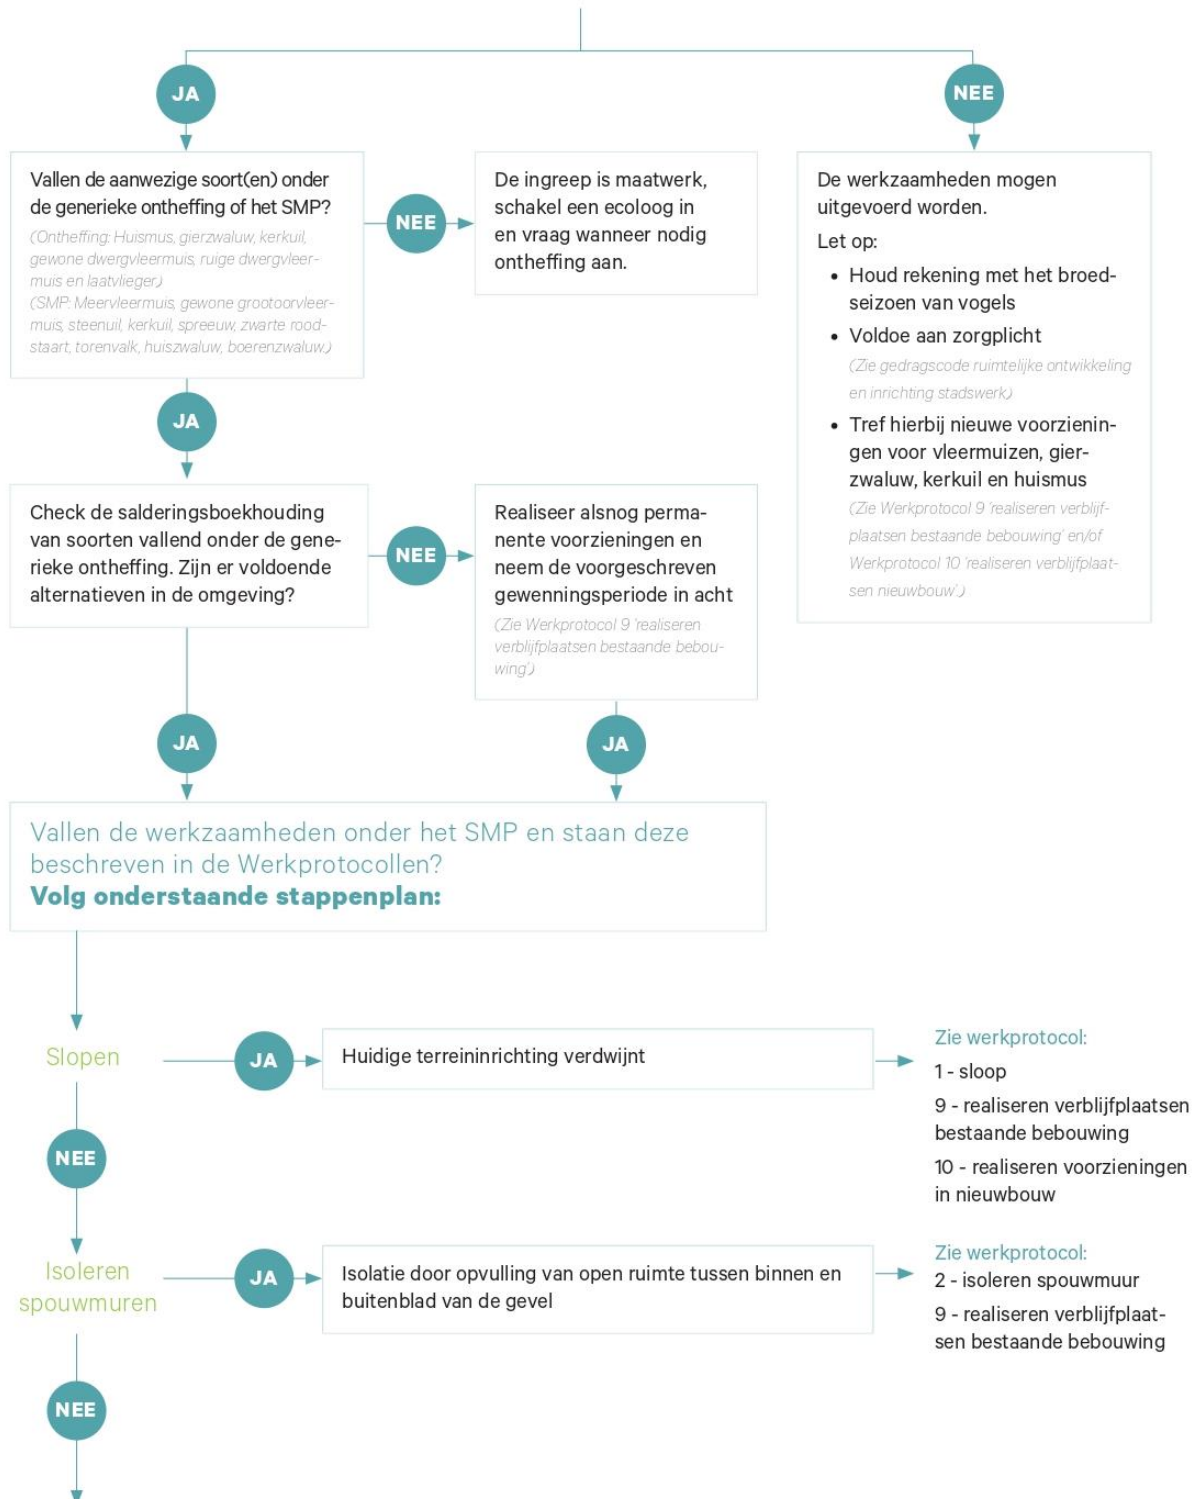 JA
NEE
Vallen de aanwezige soort(en) onder
de generieke ontheffing of het SMP?
(Ontheffing: Huismus, gierzwaluw, kerkuil,
gewone dwergvleermuis, ruige dwergvleer-
muis en laatvlieger.)
(SMP: Meervleermuis, gewone grootoorvleer-
muis, steenuil, kerkuil, spreeuw, zwarte rood-
staart, torenvalk, huiszwaluw, boerenzwaluw.)
NEE
De ingreep is maatwerk,
schakel een ecoloog in
en vraag wanneer nodig
ontheffing aan.
De werkzaamheden mogen
uitgevoerd worden.
Let op:
• Houd rekening met het broed-
seizoen van vogels
• Voldoe aan zorgplicht
(Zie gedragscode ruimtelijke ontwikkeling
en inrichting stadswerk.)
• Tref hierbij nieuwe voorzienin-
gen voor vleermuizen, gier-
zwaluw, kerkuil en huismus
(Zie Werkprotocol 9 'realiseren verblijf-
plaatsen bestaande bebouwing' en/of
Werkprotocol 10 'realiseren verblijfplaat-
sen nieuwbouw'.)
JA
Check de salderingsboekhouding
van soorten vallend onder de gene-
rieke ontheffing. Zijn er voldoende
alternatieven in de omgeving?
NEE
Realiseer alsnog perma-
nente voorzieningen en
neem de voorgeschreven
gewenningsperiode in acht
(Zie Werkprotocol 9 'realiseren
verblijfplaatsen bestaande bebou-
wing'.)
JA
JA
Vallen de werkzaamheden onder het SMP en staan deze
beschreven in de Werkprotocollen?
Volg onderstaande stappenplan:
Slopen
JA
Huidige terreininrichting verdwijnt
Zie werkprotocol:
1 - sloop
9 - realiseren verblijfplaatsen
bestaande bebouwing
10 - realiseren voorzieningen
in nieuwbouw
NEE
Isoleren
spouwmuren
JA
Isolatie door opvulling van open ruimte tussen binnen en
buitenblad van de gevel
Zie werkprotocol:
2 - isoleren spouwmuur
9 - realiseren verblijfplaat-
sen bestaande bebouwing
NEE